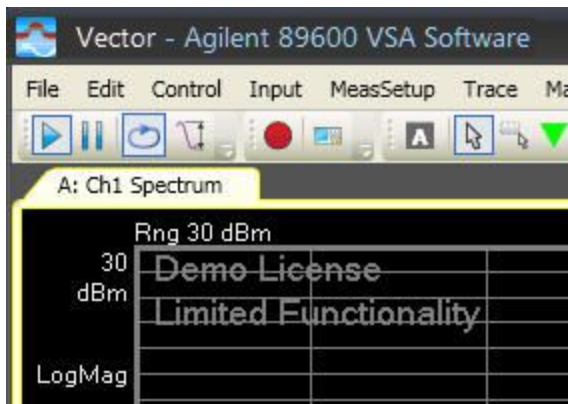 Vector - Agilent 89600 VSA Software
File Edit Control Input MeasSetup Trace
A
A: Ch1 Spectrum
Rng 30 dBm
30
dBm
Demo License
Limited Functionality
LogMag